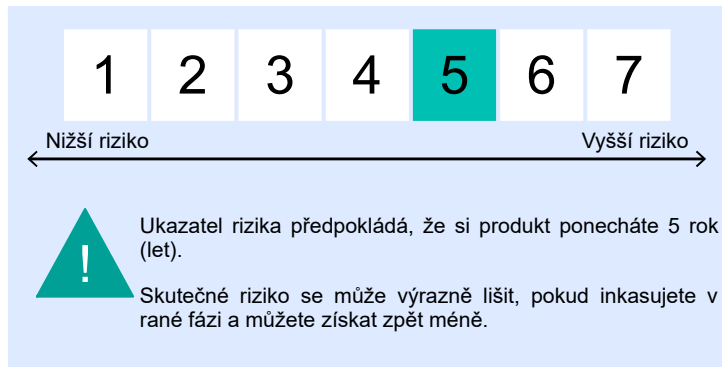 1 2 3 4 5 6 7
Nižší riziko Vyšší riziko
!
Ukazatel rizika předpokládá, že si produkt ponecháte 5 rok
(let).
Skutečné riziko se může výrazně lišit, pokud inkasujete v
rané fázi a můžete získat zpět méně.